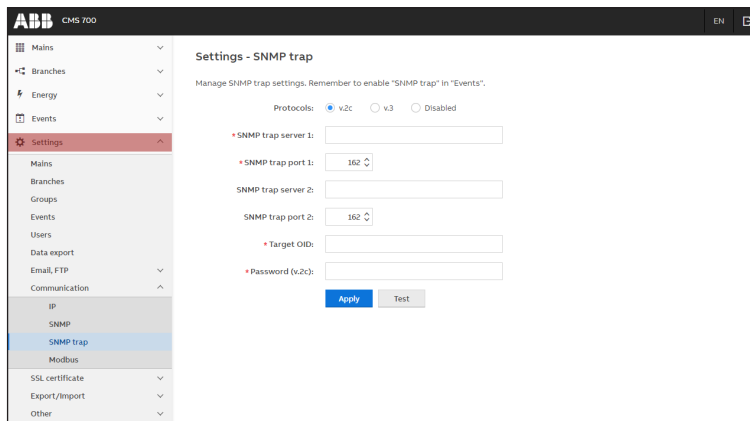 ABB CMS 700 EN
Mains
Branches
Energy
Events
Settings
Mains
Branches
Groups
Events
Users
Data export
Email, FTP
Communication
IP
SNMP
SNMP trap
Modbus
SSL certificate
Export/Import
Other
Settings - SNMP trap
Manage SNMP trap settings. Remember to enable "SNMP trap" in "Events".
Protocols: v.2c v.3 Disabled
*SNMP trap server 1:
*SNMP trap port 1: 162
SNMP trap server 2:
SNMP trap port 2: 162
*Target OID:
*Password (v.2c):
Apply Test